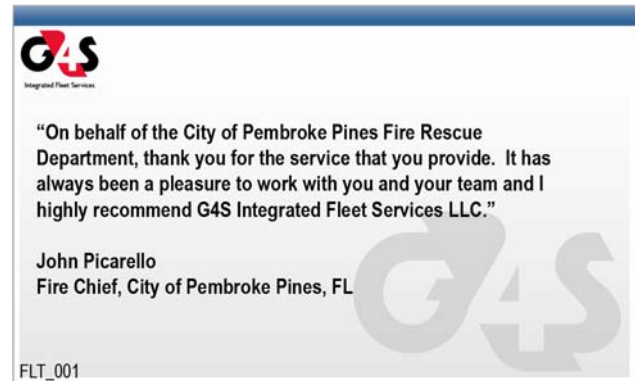 G4S
Integrated Fleet Services
“On behalf of the City of Pembroke Pines Fire Rescue
Department, thank you for the service that you provide.  It has
always been a pleasure to work with you and your team and I
highly recommend G4S Integrated Fleet Services LLC.”
John Picarello
Fire Chief, City of Pembroke Pines, FL
G4S
FLT_001